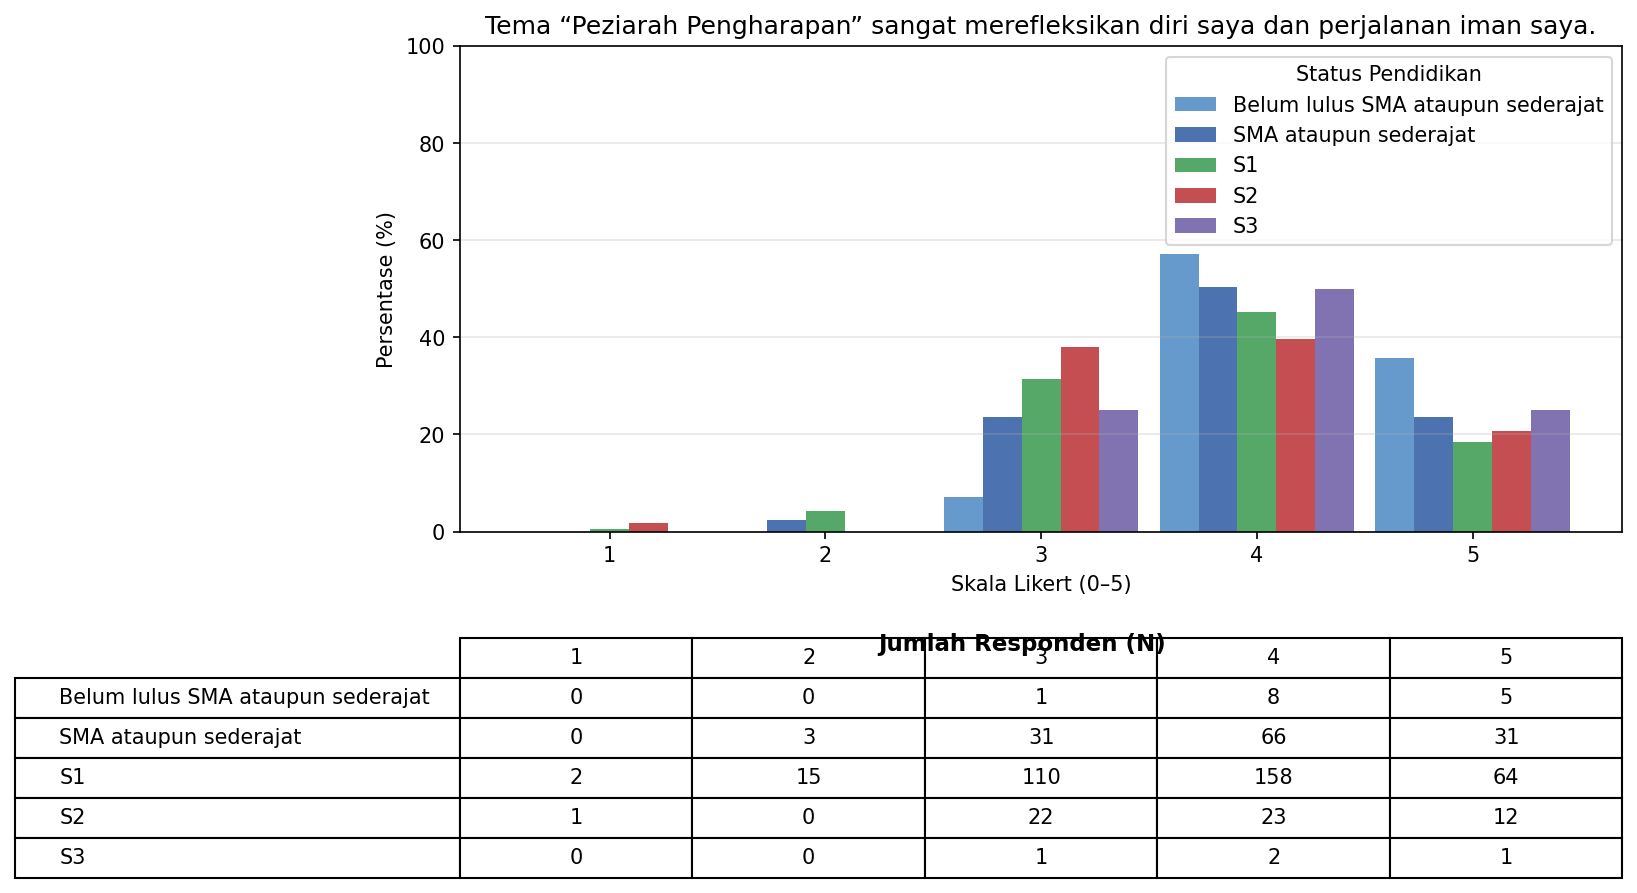 Tema “Peziarah Pengharapan” sangat merefleksikan diri saya dan perjalanan iman saya.
Persentase (%)
100
80
60
40
20
0
Status Pendidikan
Belum lulus SMA ataupun sederajat
SMA ataupun sederajat
S1
S2
S3
1 2 3 4 5
Skala Likert (0–5)
Jumlah Responden (N)
1 2 3 4 5
Belum lulus SMA ataupun sederajat 0 0 1 8 5
SMA ataupun sederajat 0 3 31 66 31
S1 2 15 110 158 64
S2 1 0 22 23 12
S3 0 0 1 2 1